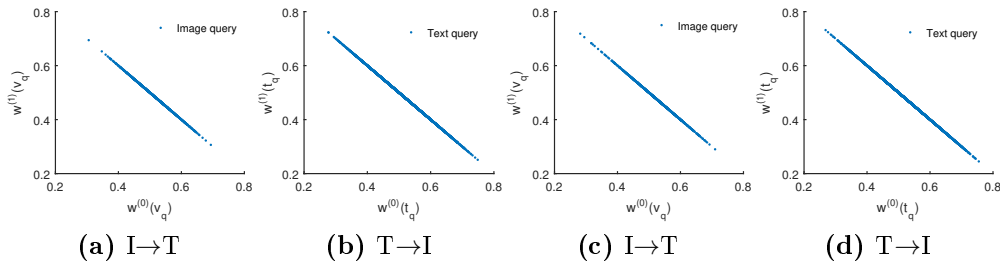 0.8
0.6
0.4
0.2
0.2 0.4 0.6 0.8
w^(1)(v_q)
w^(0)(v_q)
Image query
(a) I→T
0.8
0.6
0.4
0.2
0.2 0.4 0.6 0.8
w^(1)(t_q)
w^(0)(t_q)
Text query
(b) T→I
0.8
0.6
0.4
0.2
0.2 0.4 0.6 0.8
w^(1)(v_q)
w^(0)(v_q)
Image query
(c) I→T
0.8
0.6
0.4
0.2
0.2 0.4 0.6 0.8
w^(1)(t_q)
w^(0)(t_q)
Text query
(d) T→I